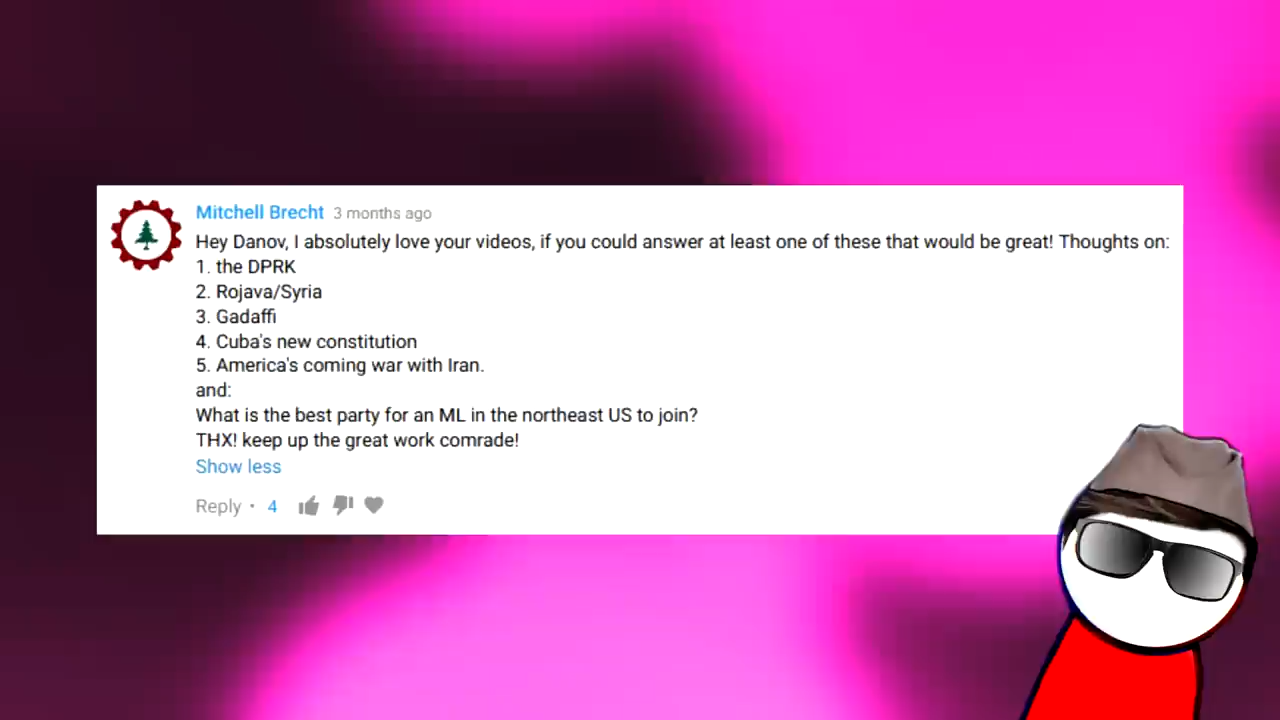 Mitchell Brecht 3 months ago
Hey Danov, I absolutely love your videos, if you could answer at least one of these that would be great! Thoughts on:
1. the DPRK
2. Rojava/Syria
3. Gadaffi
4. Cuba's new constitution
5. America's coming war with Iran.
and:
What is the best party for an ML in the northeast US to join?
THX! keep up the great work comrade!
Show less
Reply · 4